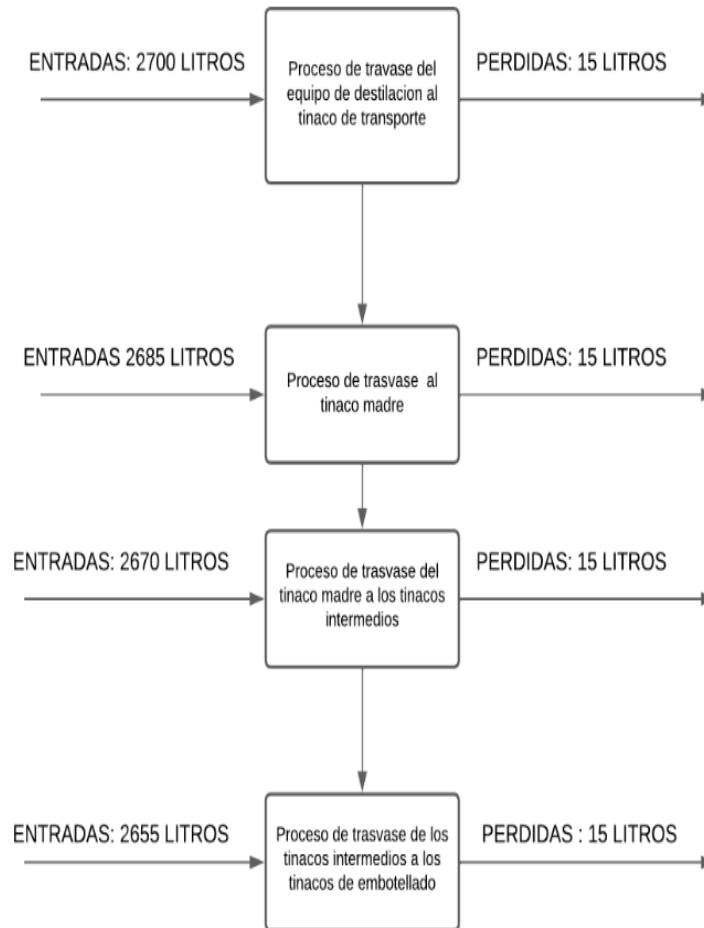 ENTRADAS: 2700 LITROS
Proceso de travase del
equipo de destilacion al
tinaco de transporte
PERDIDAS: 15 LITROS
ENTRADAS 2685 LITROS
Proceso de trasvase al
tinaco madre
PERDIDAS: 15 LITROS
ENTRADAS: 2670 LITROS
Proceso de trasvase del
tinaco madre a los tinacos
intermedios
PERDIDAS: 15 LITROS
ENTRADAS: 2655 LITROS
Proceso de trasvase de los
tinacos intermedios a los
tinacos de embotellado
PERDIDAS : 15 LITROS